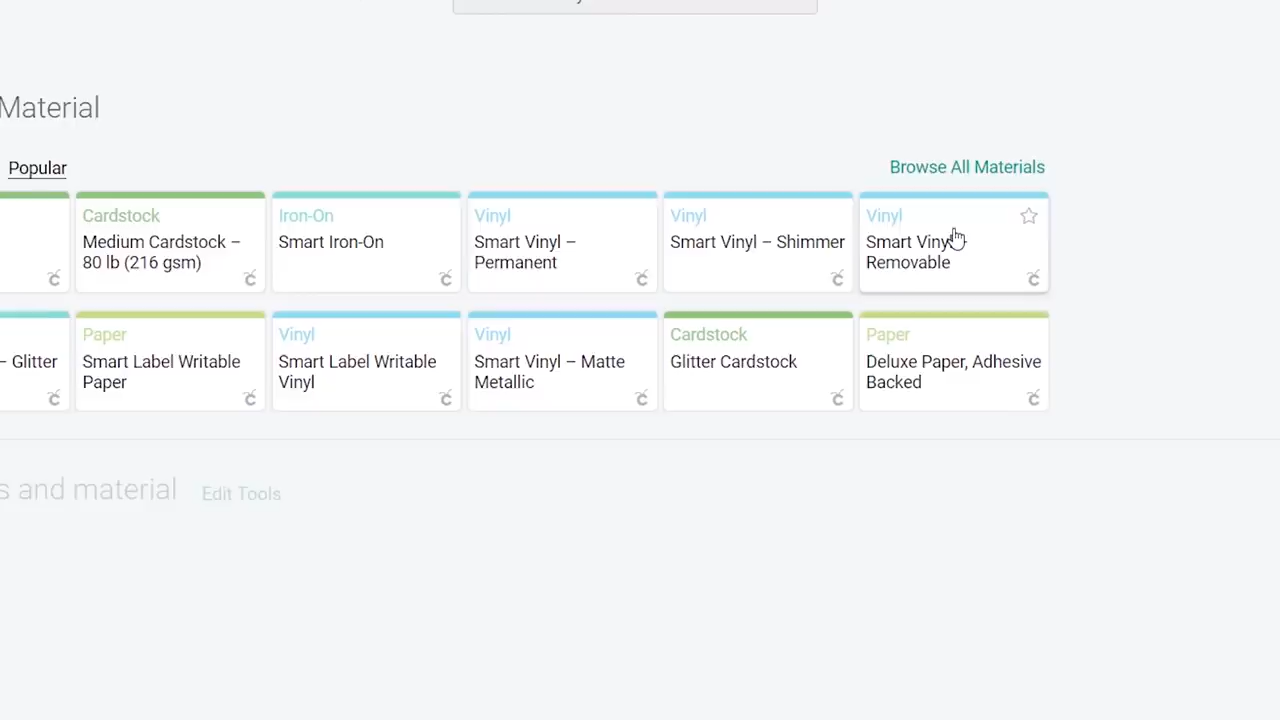 Material
Popular
Browse All Materials
Cardstock
Medium Cardstock –
80 lb (216 gsm)
Iron-On
Smart Iron-On
Vinyl
Smart Vinyl –
Permanent
Vinyl
Smart Vinyl – Shimmer
Vinyl
Smart Vinyl –
Removable
– Glitter
Paper
Smart Label Writable
Paper
Vinyl
Smart Label Writable
Vinyl
Vinyl
Smart Vinyl – Matte
Metallic
Cardstock
Glitter Cardstock
Paper
Deluxe Paper, Adhesive
Backed
s and material
Edit Tools